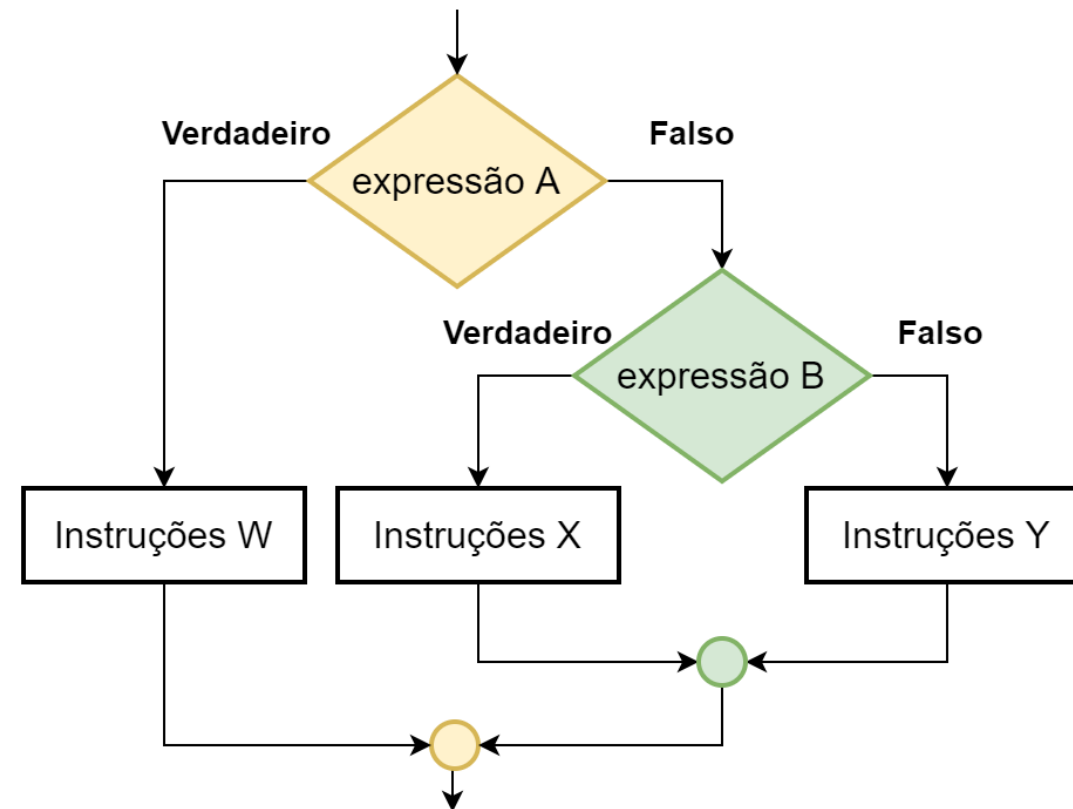 Verdadeiro
Falso
expressão A
Verdadeiro
Falso
expressão B
Instruções W
Instruções X
Instruções Y